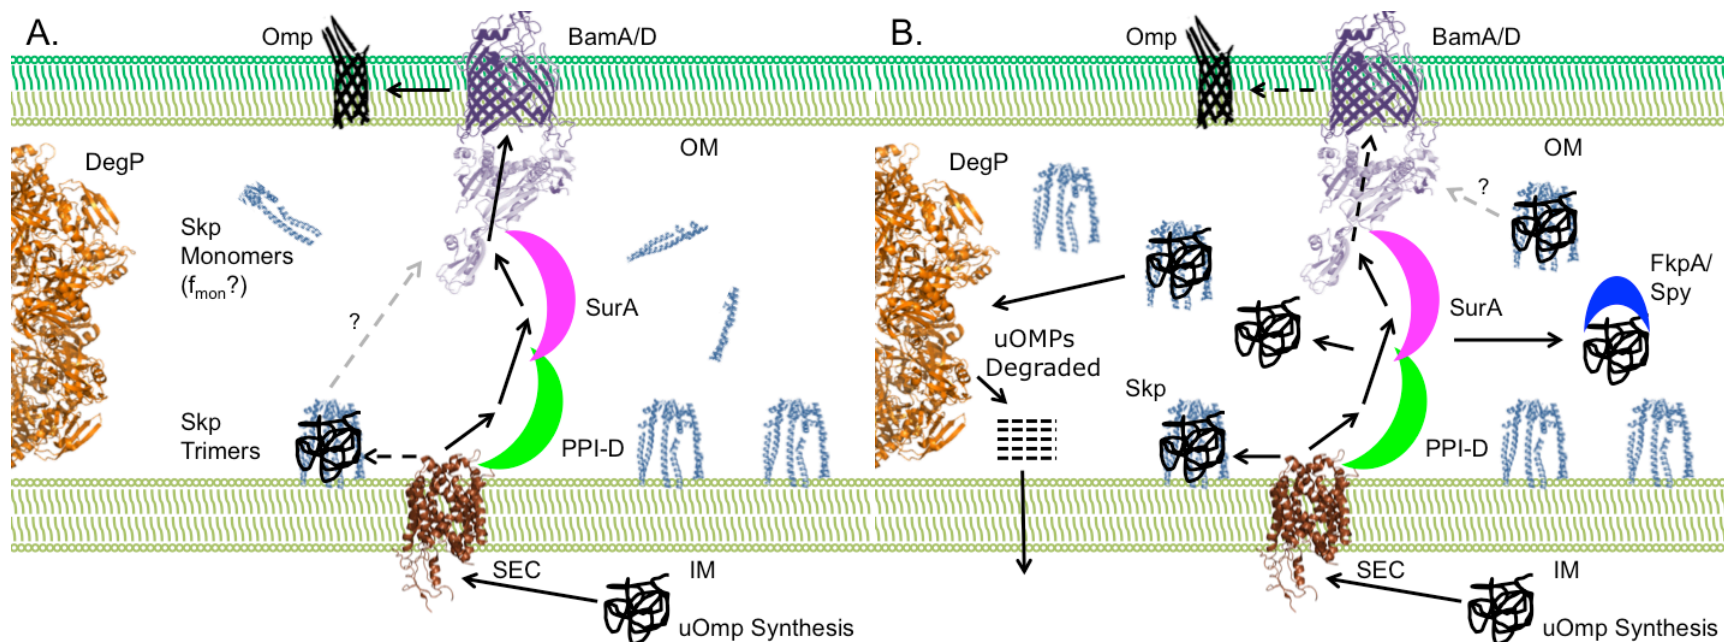 A.
Omp
BamA/D
DegP
OM
Skp
Monomers
(fmon?)
?
SurA
Skp
Trimers
PPI-D
SEC
IM
uOmp Synthesis
B.
Omp
BamA/D
DegP
OM
?
FkpA/
Spy
SurA
uOMPs
Degraded
Skp
PPI-D
SEC
IM
uOmp Synthesis